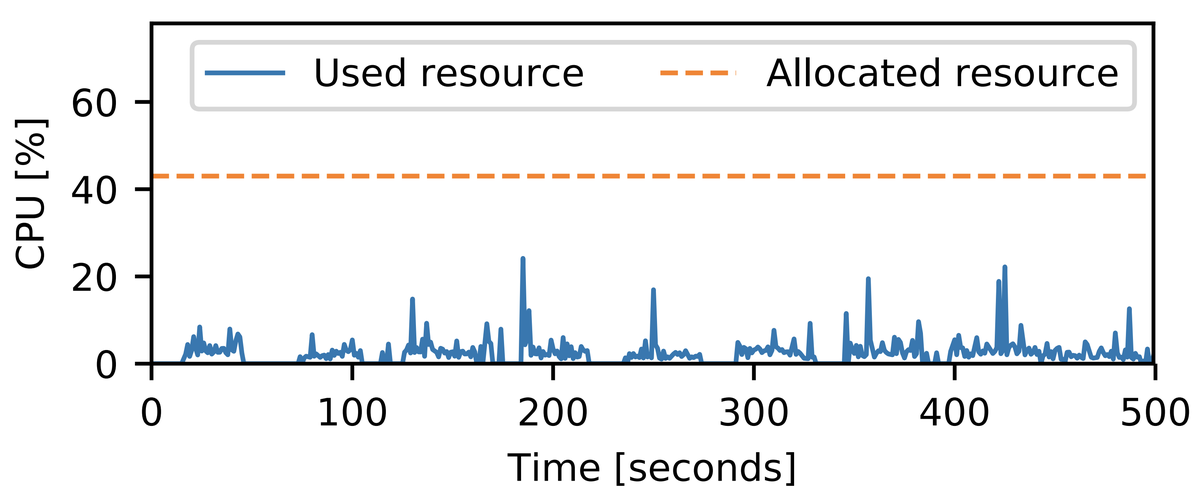 Used resource
Allocated resource
CPU [%]
60
40
20
0
0 100 200 300 400 500
Time [seconds]